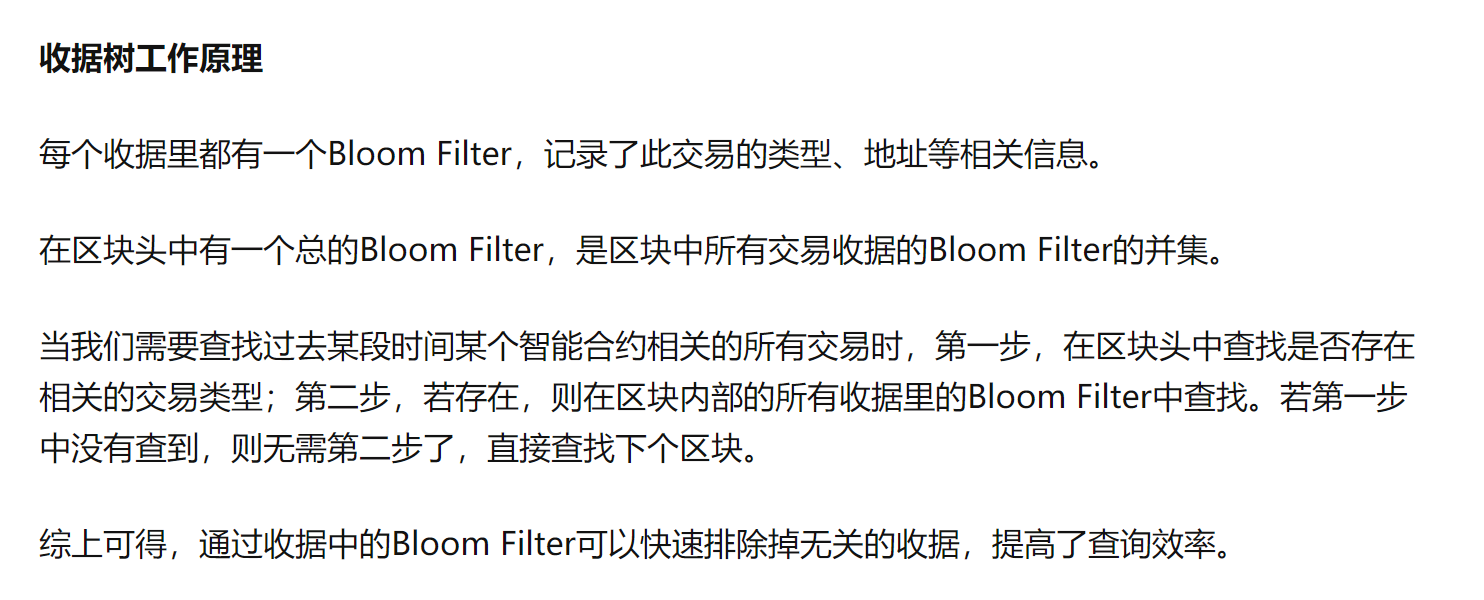 收据树工作原理
每个收据里都有一个Bloom Filter，记录了此交易的类型、地址等相关信息。
在区块头中有一个总的Bloom Filter，是区块中所有交易收据的Bloom Filter的并集。
当我们需要查找过去某段时间某个智能合约相关的所有交易时，第一步，在区块头中查找是否存在
相关的交易类型；第二步，若存在，则在区块内部的所有收据里的Bloom Filter中查找。若第一步
中没有查到，则无需第二步了，直接查找下个区块。
综上可得，通过收据中的Bloom Filter可以快速排除掉无关的收据，提高了查询效率。